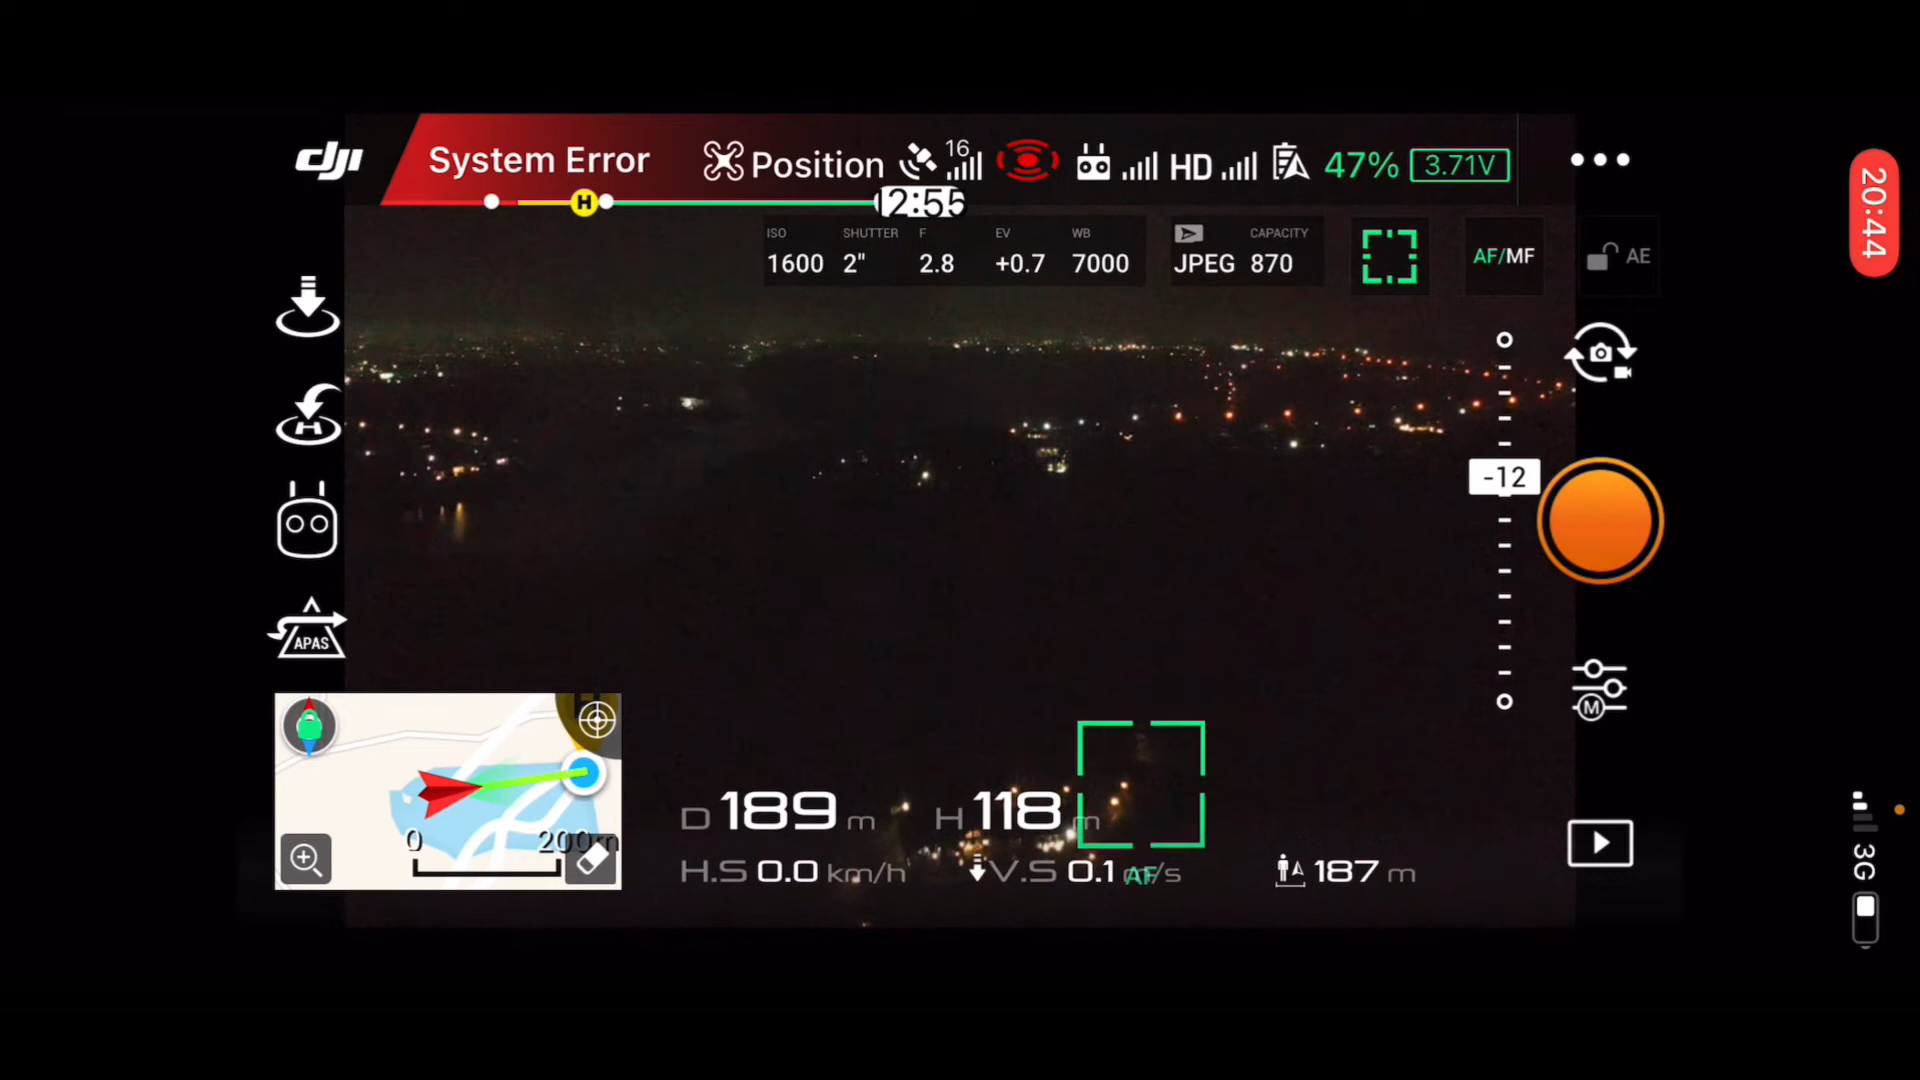 dji System Error Position 16 HD 47% 3.71V
H 12:55
ISO SHUTTER F EV WB CAPACITY
1600 2" 2.8 +0.7 7000 JPEG 870 AF/MF AE
20:44
H
-12
APAS
M
0 200m
D 189 m H 118 m
H.S 0.0 km/h V.S 0.1 m/s AF 187 m
3G